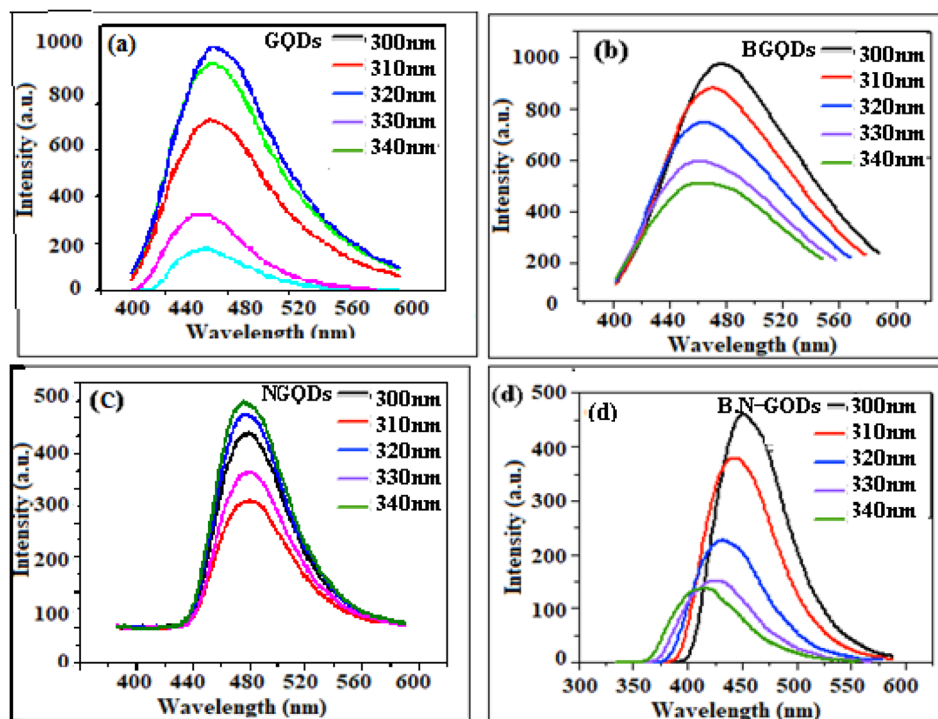 (a)
GQDs
300nm
310nm
320nm
330nm
340nm
1000
800
600
400
200
0
Intensity (a.u.)
400 440 480 520 560 600
Wavelength (nm)
(b)
BGQDs
300nm
310nm
320nm
330nm
340nm
1000
800
600
400
200
0
Intensity (a.u.)
400 440 480 520 560 600
Wavelength (nm)
(C)
NGQDs
300nm
310nm
320nm
330nm
340nm
500
400
300
200
100
0
Intensity (a.u.)
400 440 480 520 560 600
Wavelength (nm)
(d)
(d)
B,N-GODs
300nm
310nm
320nm
330nm
340nm
500
400
300
200
100
0
Intensity (a.u.)
300 350 400 450 500 550 600
Wavelength (nm)